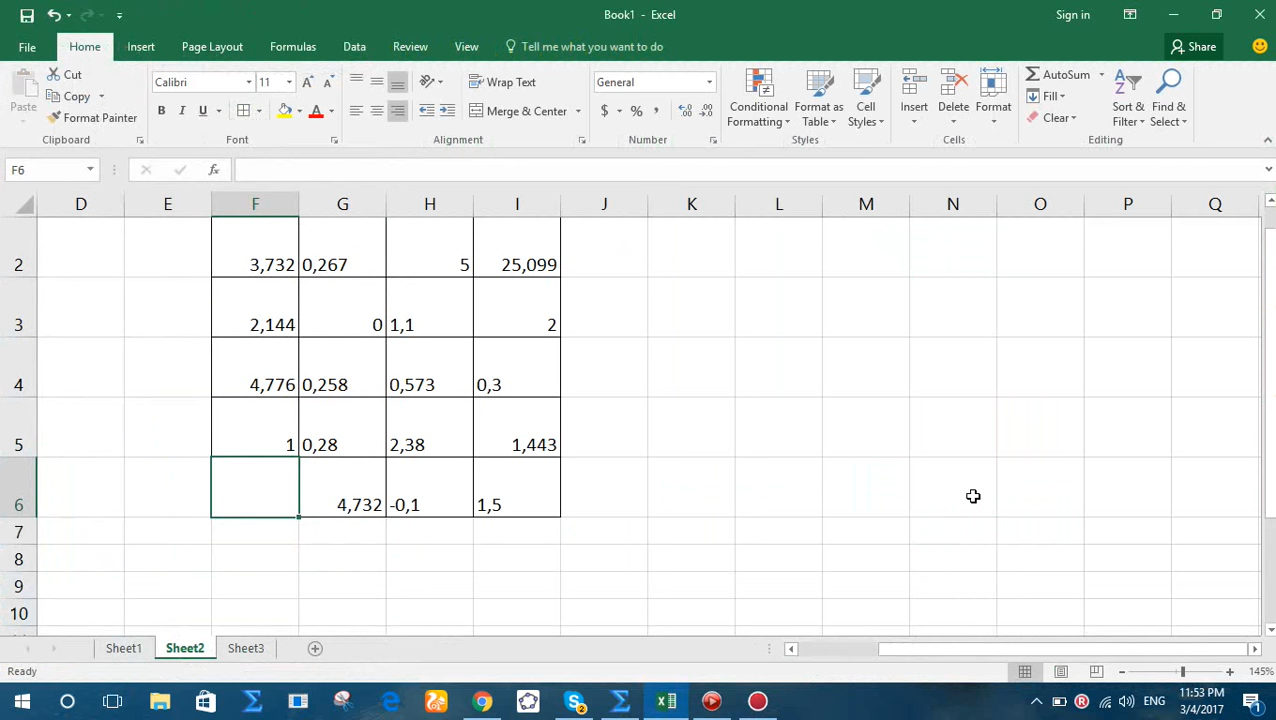 Book1 - Excel
Sign in
File Home Insert Page Layout Formulas Data Review View Tell me what you want to do Share
Paste
Cut
Copy
Format Painter
Clipboard
Calibri 11
B I U
Font
Wrap Text
Merge & Center
Alignment
General
$ % ,
Number
Conditional Formatting
Format as Table
Cell Styles
Styles
Insert Delete Format
Cells
AutoSum
Fill
Clear
Sort & Filter
Find & Select
Editing
F6 fx
D E F G H I J K L M N O P Q
2 3,732 0,267 5 25,099
3 2,144 0 1,1 2
4 4,776 0,258 0,573 0,3
5 1 0,28 2,38 1,443
6 4,732 -0,1 1,5
7
8
9
10
Sheet1 Sheet2 Sheet3
Ready 145%
ENG 11:53 PM
3/4/2017